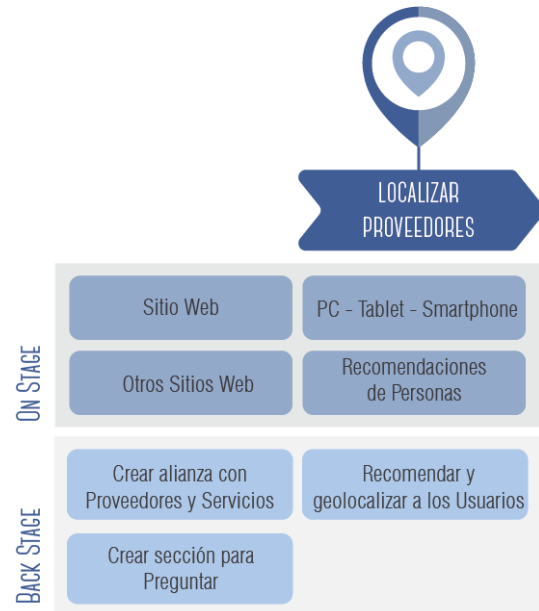 LOCALIZAR
PROVEEDORES
ON STAGE
Sitio Web
PC - Tablet - Smartphone
Otros Sitios Web
Recomendaciones
de Personas
BACK STAGE
Crear alianza con
Proveedores y Servicios
Recomendar y
geolocalizar a los Usuarios
Crear sección para
Preguntar